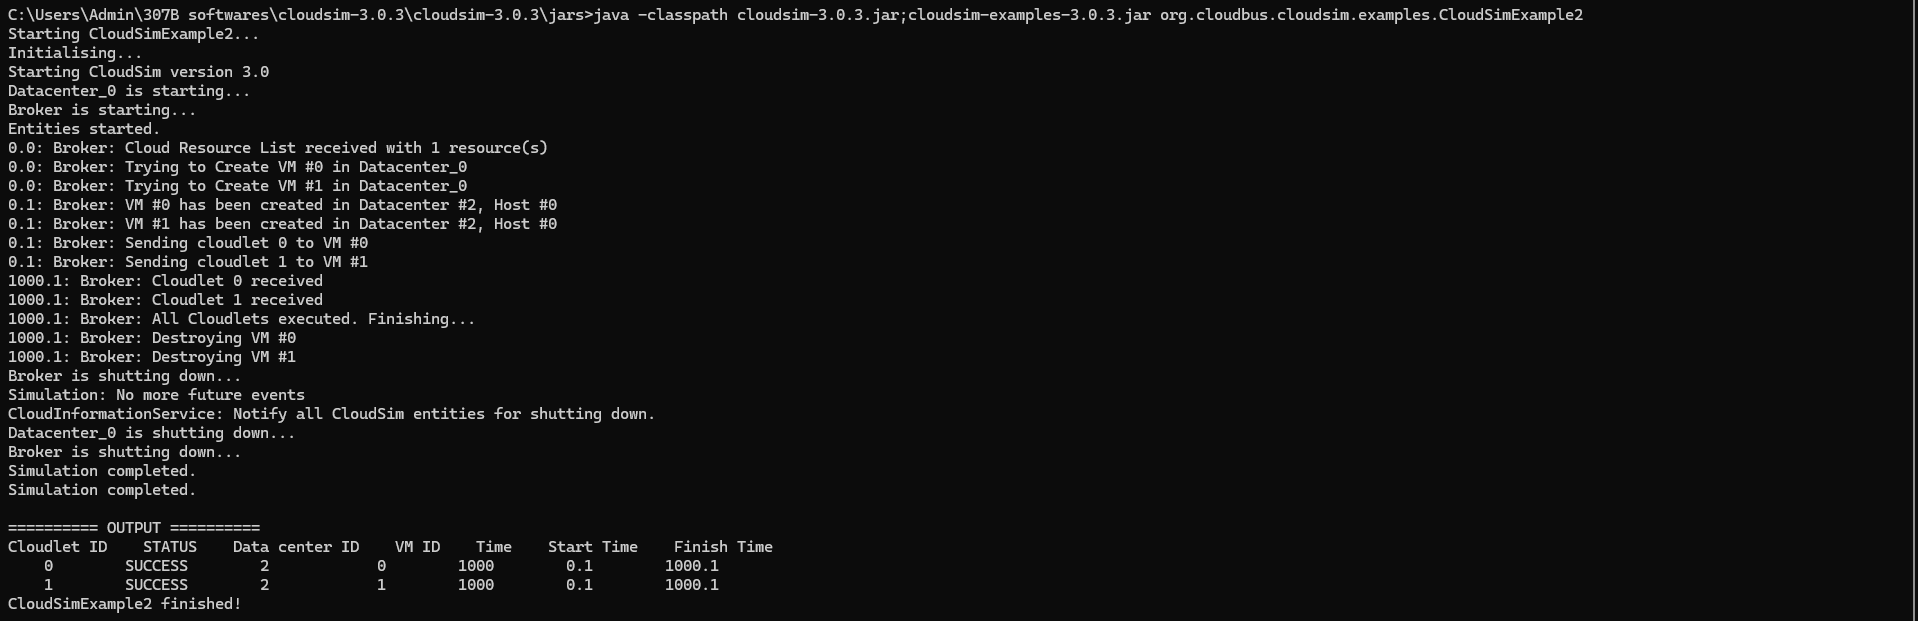 C:\Users\Admin\307B softwares\cloudsim-3.0.3\cloudsim-3.0.3\jars>java -classpath cloudsim-3.0.3.jar;cloudsim-examples-3.0.3.jar org.cloudbus.cloudsim.examples.CloudSimExample2
Starting CloudSimExample2...
Initialising...
Starting CloudSim version 3.0
Datacenter_0 is starting...
Broker is starting...
Entities started.
0.0: Broker: Cloud Resource List received with 1 resource(s)
0.0: Broker: Trying to Create VM #0 in Datacenter_0
0.0: Broker: Trying to Create VM #1 in Datacenter_0
0.1: Broker: VM #0 has been created in Datacenter #2, Host #0
0.1: Broker: VM #1 has been created in Datacenter #2, Host #0
0.1: Broker: Sending cloudlet 0 to VM #0
0.1: Broker: Sending cloudlet 1 to VM #1
1000.1: Broker: Cloudlet 0 received
1000.1: Broker: Cloudlet 1 received
1000.1: Broker: All Cloudlets executed. Finishing...
1000.1: Broker: Destroying VM #0
1000.1: Broker: Destroying VM #1
Broker is shutting down...
Simulation: No more future events
CloudInformationService: Notify all CloudSim entities for shutting down.
Datacenter_0 is shutting down...
Broker is shutting down...
Simulation completed.
Simulation completed.

========== OUTPUT ==========
Cloudlet ID    STATUS    Data center ID    VM ID    Time    Start Time    Finish Time
    0        SUCCESS        2            0        1000        0.1        1000.1
    1        SUCCESS        2            1        1000        0.1        1000.1
CloudSimExample2 finished!